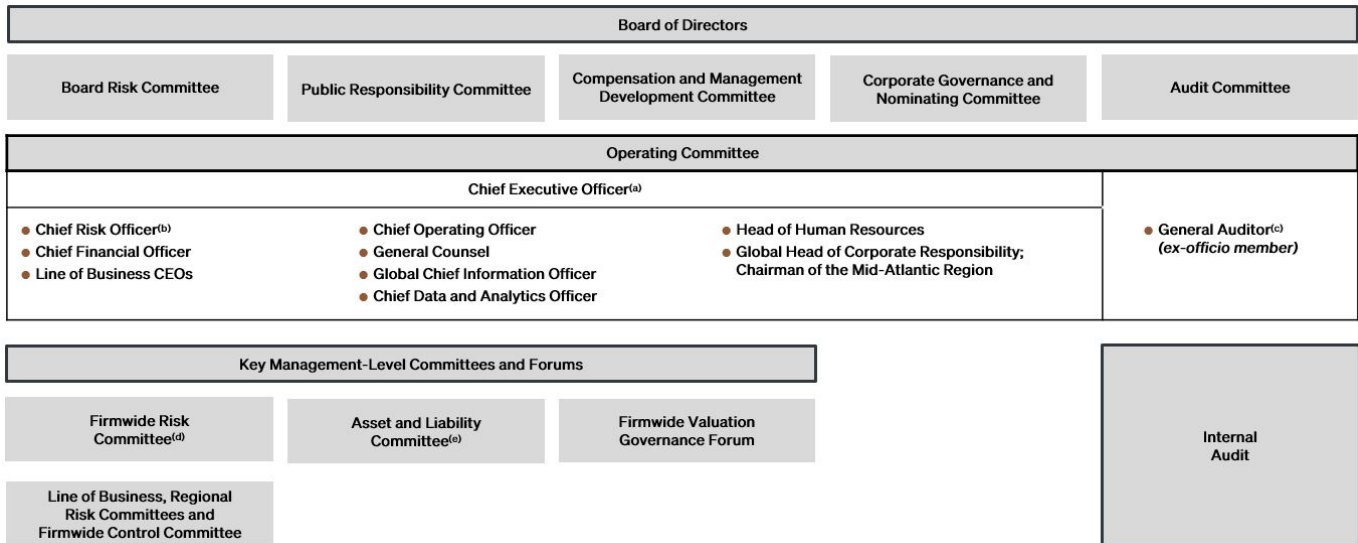 Board of Directors
Board Risk Committee
Public Responsibility Committee
Compensation and Management
Development Committee
Corporate Governance and
Nominating Committee
Audit Committee
Operating Committee
Chief Executive Officer(a)
• Chief Risk Officer(b)
• Chief Financial Officer
• Line of Business CEOs
• Chief Operating Officer
• General Counsel
• Global Chief Information Officer
• Chief Data and Analytics Officer
• Head of Human Resources
• Global Head of Corporate Responsibility;
Chairman of the Mid-Atlantic Region
• General Auditor(c)
(ex-officio member)
Key Management-Level Committees and Forums
Firmwide Risk
Committee(d)
Asset and Liability
Committee(e)
Firmwide Valuation
Governance Forum
Line of Business, Regional
Risk Committees and
Firmwide Control Committee
Internal
Audit